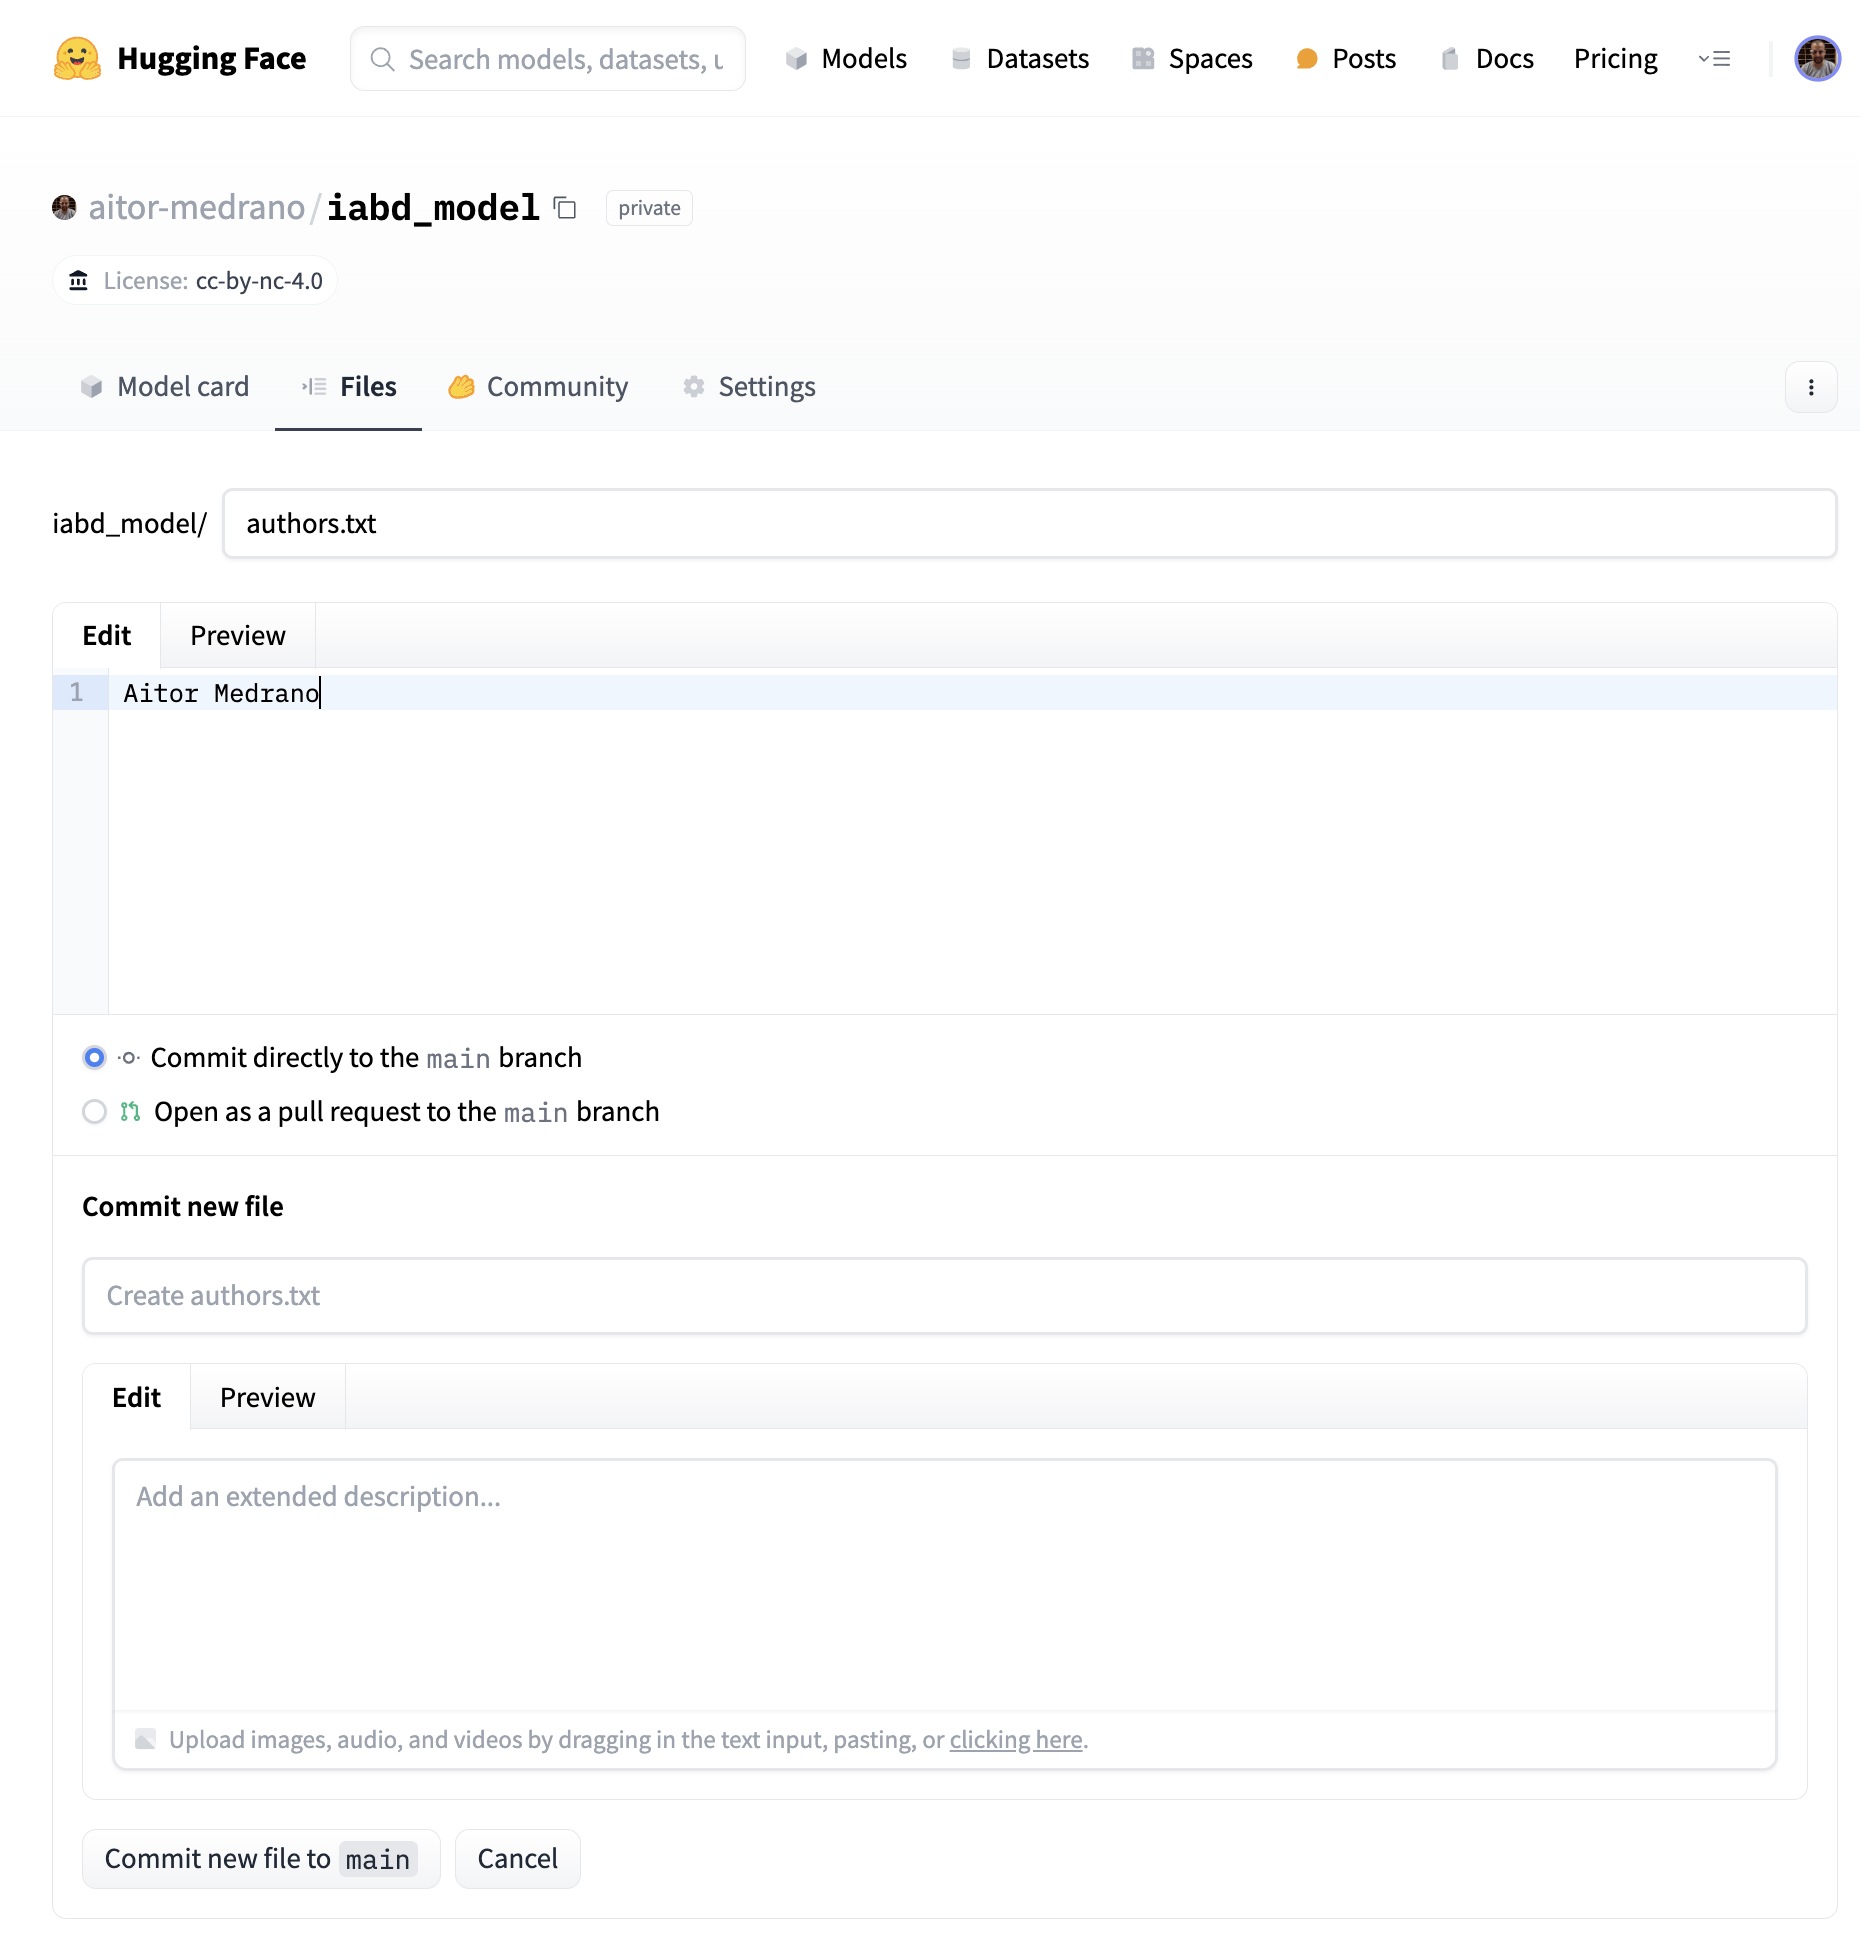 Hugging Face Search models, datasets, u Models Datasets Spaces Posts Docs Pricing
aitor-medrano/iabd_model private
License: cc-by-nc-4.0
Model card Files Community Settings
iabd_model/ authors.txt
Edit Preview
1 Aitor Medrano
Commit directly to the main branch
Open as a pull request to the main branch
Commit new file
Create authors.txt
Edit Preview
Add an extended description...
Upload images, audio, and videos by dragging in the text input, pasting, or clicking here.
Commit new file to main Cancel